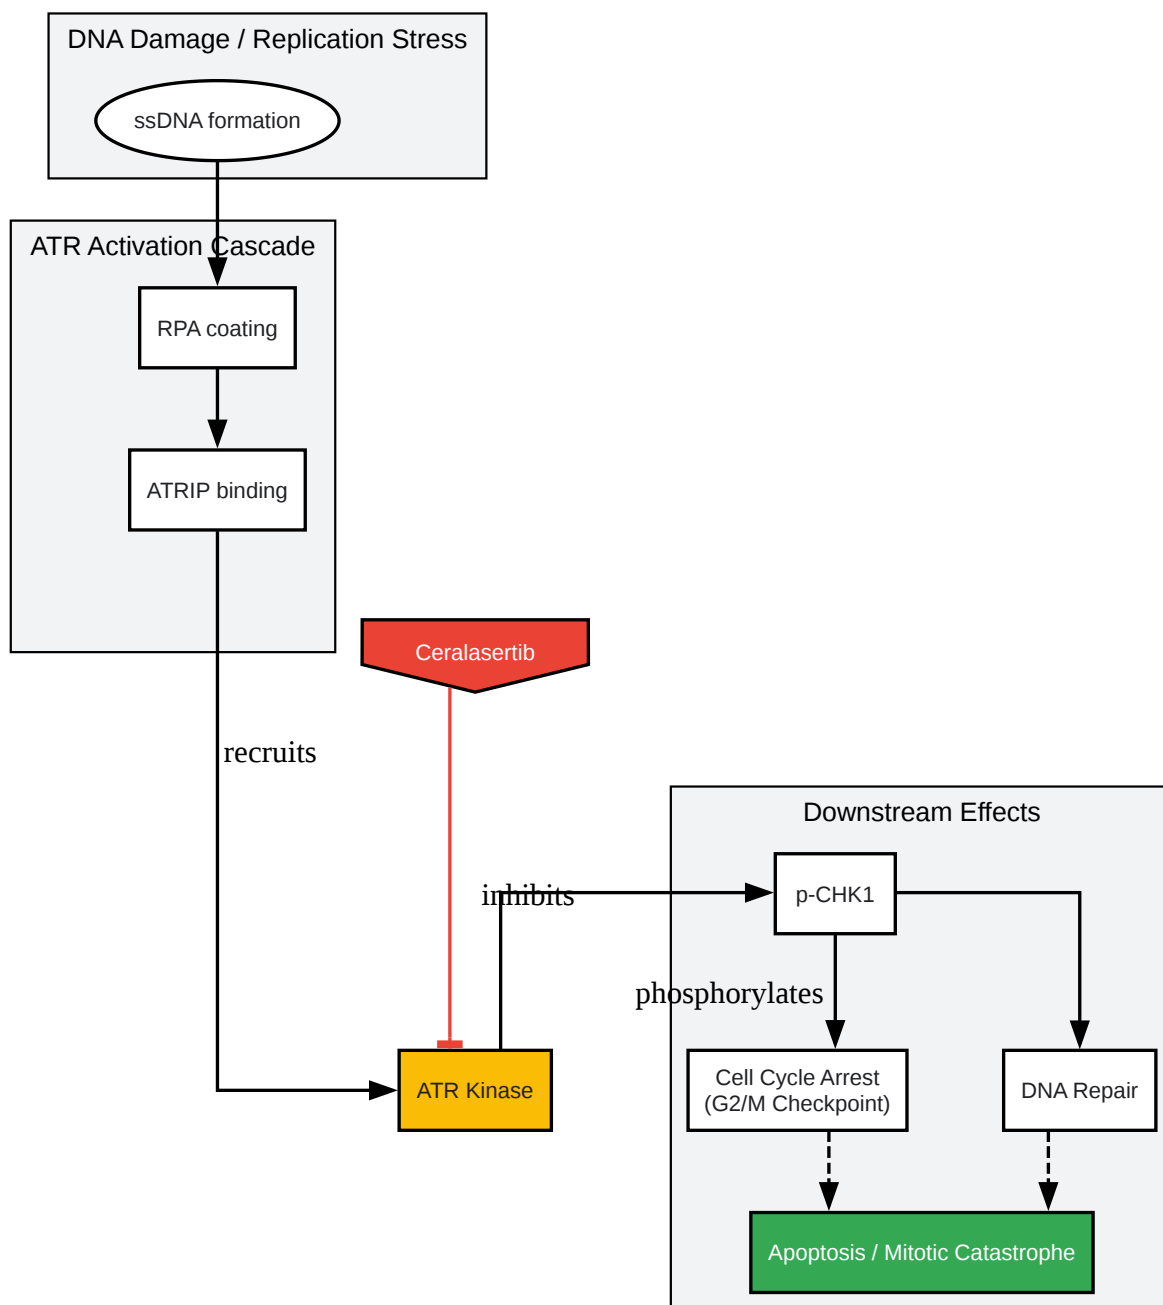 DNA Damage / Replication Stress
ssDNA formation
ATR Activation Cascade
RPA coating
ATRIP binding
Ceralasertib
recruits
Downstream Effects
inhibits
p-CHK1
phosphorylates
ATR Kinase
Cell Cycle Arrest
(G2/M Checkpoint)
DNA Repair
Apoptosis / Mitotic Catastrophe